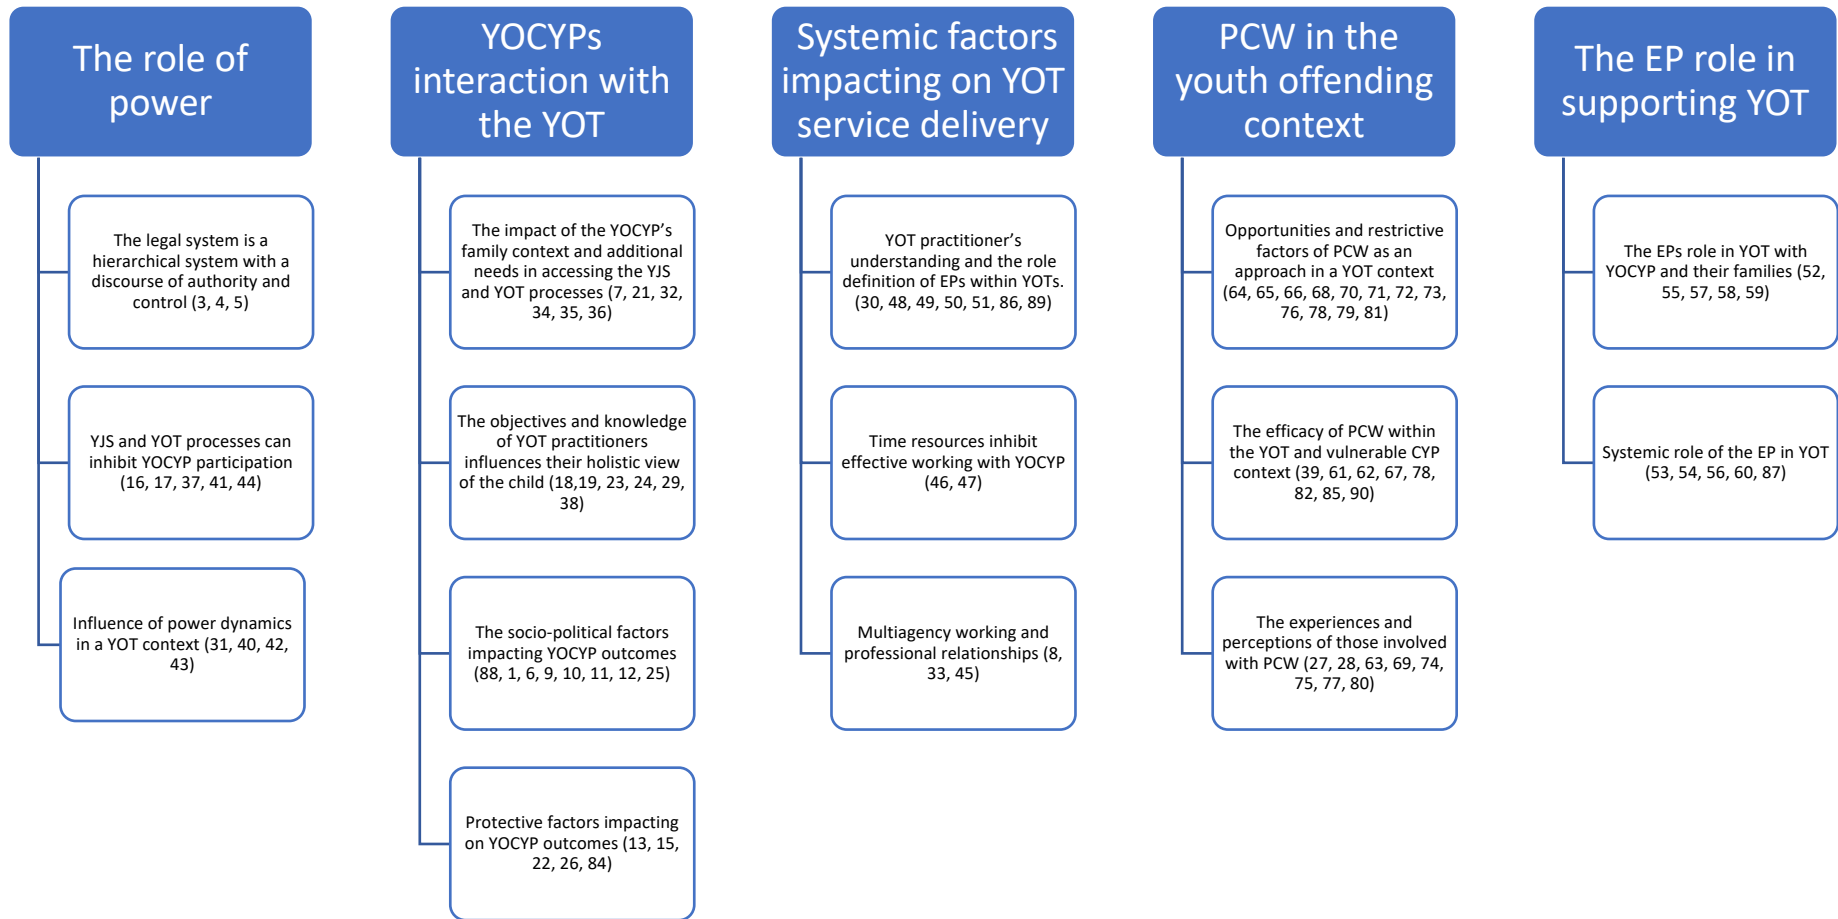 The role of
power
The legal system is a
hierarchical system with a
discourse of authority and
control (3, 4, 5)
YJS and YOT processes can
inhibit YOCYP participation
(16, 17, 37, 41, 44)
Influence of power dynamics
in a YOT context (31, 40, 42,
43)
YOCYPs
interaction with
the YOT
The impact of the YOCYP’s
family context and additional
needs in accessing the YJS
and YOT processes (7, 21, 32,
34, 35, 36)
The objectives and knowledge
of YOT practitioners
influences their holistic view
of the child (18,19, 23, 24, 29,
38)
The socio-political factors
impacting YOCYP outcomes
(88, 1, 6, 9, 10, 11, 12, 25)
Protective factors impacting
on YOCYP outcomes (13, 15,
22, 26, 84)
Systemic factors
impacting on YOT
service delivery
YOT practitioner’s
understanding and the role
definition of EPs within YOTs.
(30, 48, 49, 50, 51, 86, 89)
Time resources inhibit
effective working with YOCYP
(46, 47)
Multiagency working and
professional relationships (8,
33, 45)
PCW in the
youth offending
context
Opportunities and restrictive
factors of PCW as an
approach in a YOT context
(64, 65, 66, 68, 70, 71, 72, 73,
76, 78, 79, 81)
The efficacy of PCW within
the YOT and vulnerable CYP
context (39, 61, 62, 67, 78,
82, 85, 90)
The experiences and
perceptions of those involved
with PCW (27, 28, 63, 69, 74,
75, 77, 80)
The EP role in
supporting YOT
The EPs role in YOT with
YOCYP and their families (52,
55, 57, 58, 59)
Systemic role of the EP in YOT
(53, 54, 56, 60, 87)